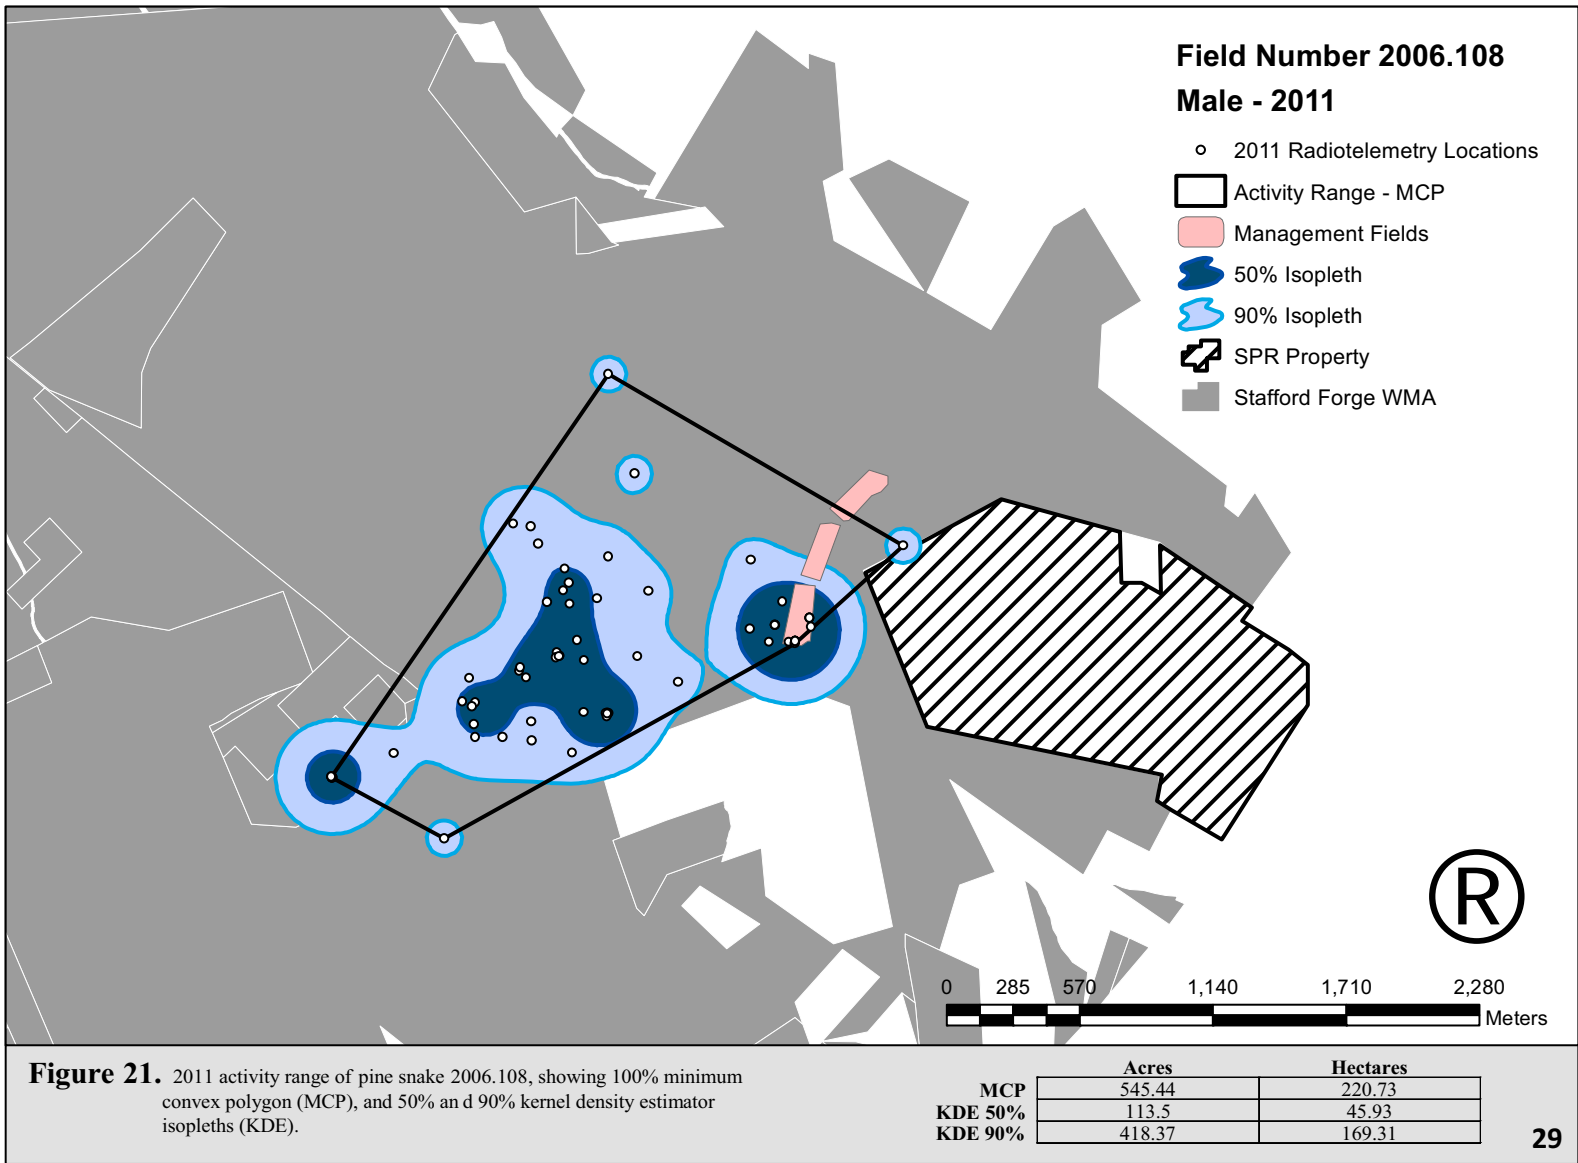 Field Number 2006.108
Male - 2011
2011 Radiotelemetry Locations
Activity Range - MCP
Management Fields
50% Isopleth
90% Isopleth
SPR Property
Stafford Forge WMA
®
0 285 570 1,140 1,710 2,280
Meters
Figure 21. 2011 activity range of pine snake 2006.108, showing 100% minimum
convex polygon (MCP), and 50% an d 90% kernel density estimator
isopleths (KDE).
Acres Hectares
MCP 545.44 220.73
KDE 50% 113.5 45.93
KDE 90% 418.37 169.31
29